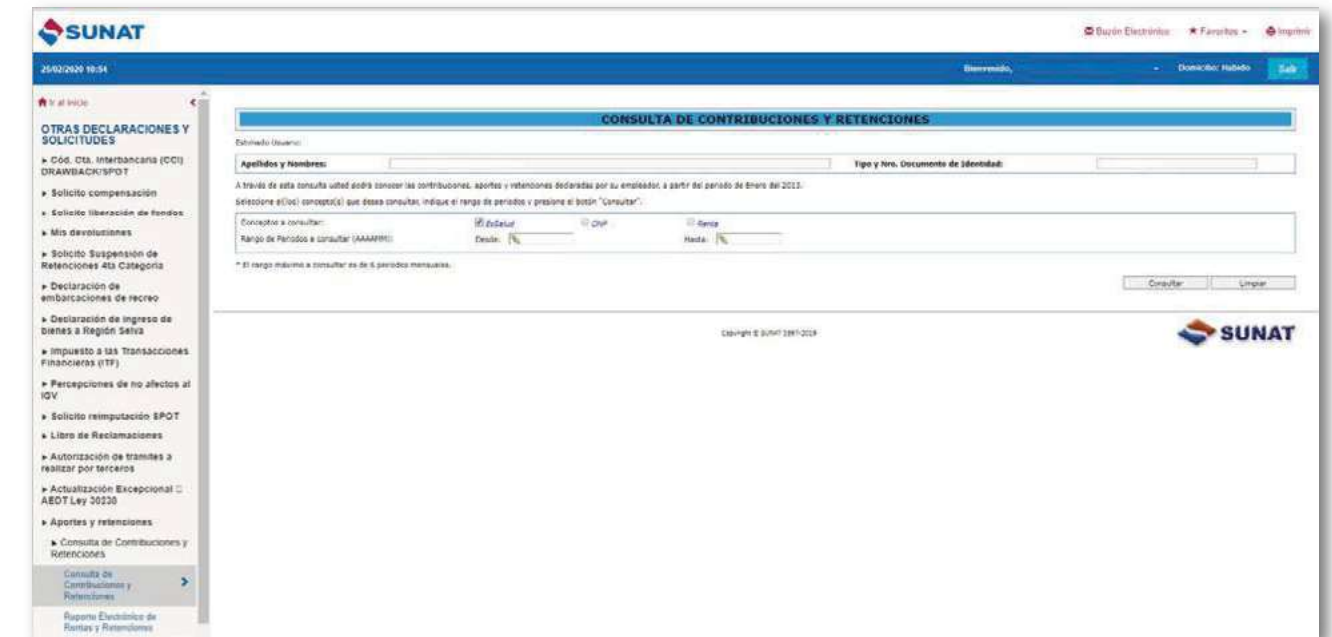 SUNAT
Buzón Electrónico
Favoritos
Imprimir
25/02/2020 10:54
Bienvenido,
Domicilio: Habido
Salir
Ir al inicio
OTRAS DECLARACIONES Y
SOLICITUDES
Cód. Cta. Interbancaria (CCI)
DRAWBACK/SPOT
Solicito compensación
Solicito liberación de fondos
Mis devoluciones
Solicito Suspensión de
Retenciones 4ta Categoría
Declaración de
embarcaciones de recreo
Declaración de ingreso de
bienes a Región Selva
Impuesto a las Transacciones
Financieras (ITF)
Percepciones de no afectos al
IGV
Solicito reimputación SPOT
Libro de Reclamaciones
Autorización de tramites a
realizar por terceros
Actualización Excepcional
AEDT Ley 30230
Aportes y retenciones
Consulta de Contribuciones y
Retenciones
Consulta de
Contribuciones y
Retenciones
Reporte Electrónico de
Rentas y Retenciones
CONSULTA DE CONTRIBUCIONES Y RETENCIONES
Estimado Usuario:
Apellidos y Nombres:
Tipo y Nro. Documento de Identidad:
A través de esta consulta usted podrá conocer las contribuciones, aportes y retenciones declaradas por su empleador, a partir del periodo de Enero del 2013.
Seleccione el(los) concepto(s) que desea consultar, indique el rango de periodos y presione el botón "Consultar".
Conceptos a consultar: EsSalud ONP Renta
Rango de Periodos a consultar (AAAAMM): Desde: Hasta:
* El rango máximo a consultar es de 6 periodos mensuales.
Consultar Limpiar
Copyright © SUNAT 1997-2019
SUNAT